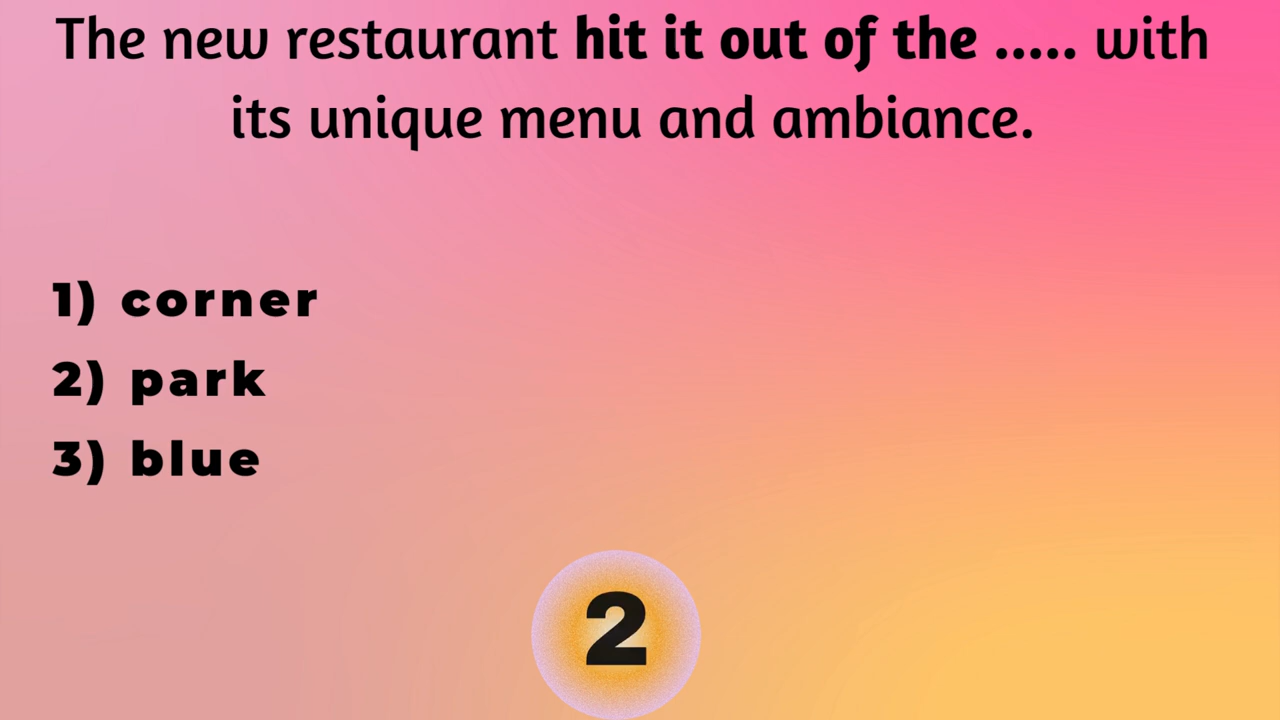 The new restaurant hit it out of the ..... with
its unique menu and ambiance.
1) corner
2) park
3) blue
2